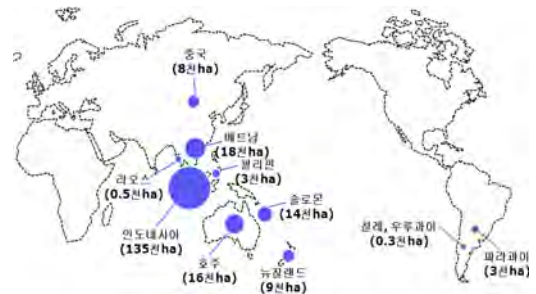 중국
(8천ha)
베트남
(18천ha)
필리핀
(3천ha)
라오스
(0.5천ha)
솔로몬
(14천ha)
인도네시아
(135천ha)
호주
(16천ha)
뉴질랜드
(9천ha)
칠레, 우루과이
(0.3천ha)
파라과이
(3천ha)